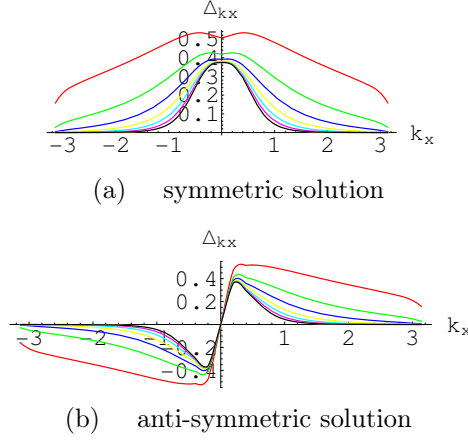 Δkx
0.5
0.4
0.3
0.2
0.1
-3 -2 -1 1 2 3 kx
(a) symmetric solution
Δkx
0.4
0.2
-3 -2 -1 1 2 3 kx
-0.2
-0.4
(b) anti-symmetric solution